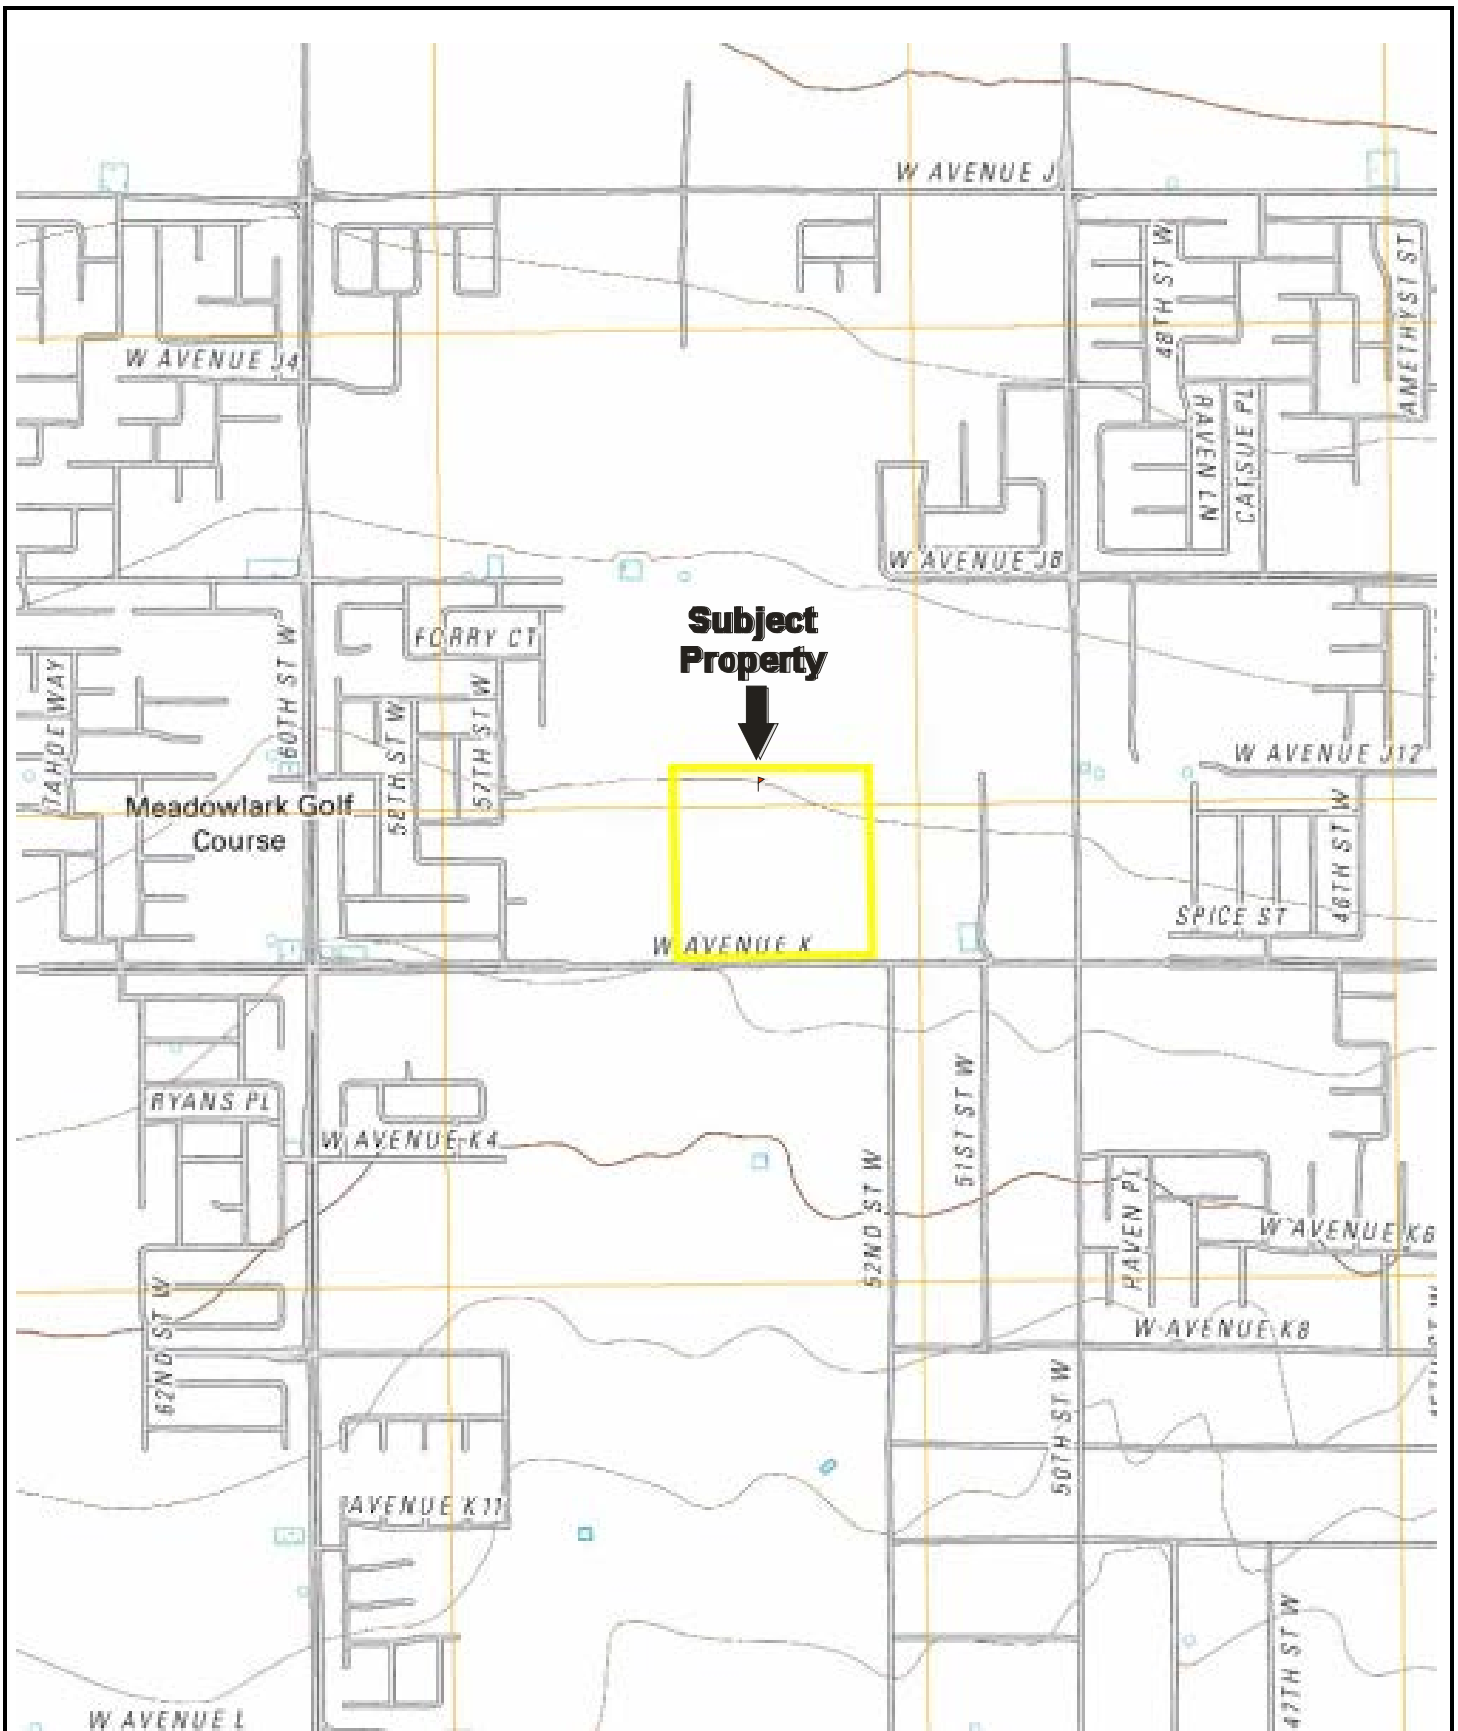 W AVENUE J
48TH ST W
AMETHYST ST
W AVENUE J4
RAVEN LN
CATSUE PL
W AVENUE J8
Subject
Property
FORRY CT
60TH ST W
TAHOE WAY
58TH ST W
57TH ST W
W AVENUE J12
Meadowlark Golf
Course
46TH ST W
SPICE ST
W AVENUE K
RYANS PL
W AVENUE K4
51ST ST W
52ND ST W
RAVEN PL
W AVENUE K6
62ND ST W
W AVENUE K8
50TH ST W
AVENUE K11
47TH ST W
W AVENUE L